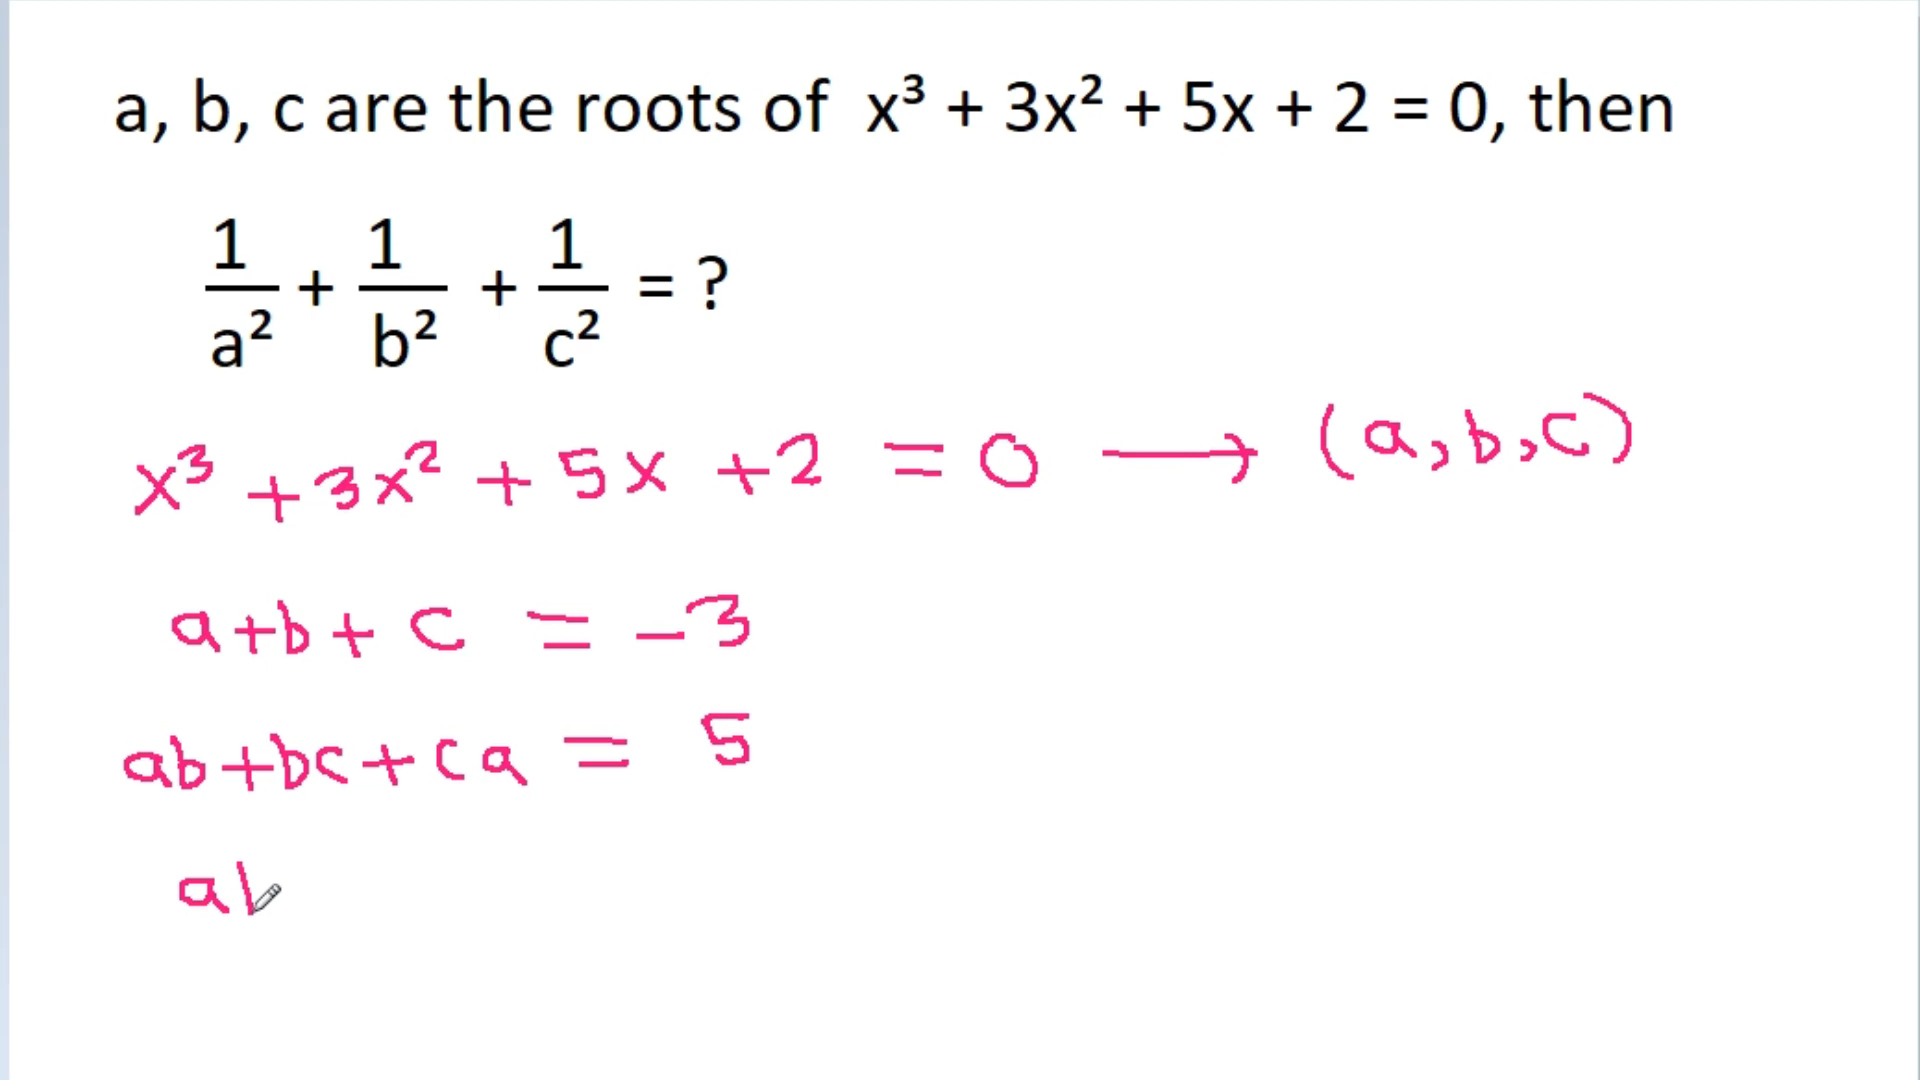 a, b, c are the roots of x³ + 3x² + 5x + 2 = 0, then
1/a² + 1/b² + 1/c² = ?
x³ + 3x² + 5x + 2 = 0 → (a, b, c)
a+b+c = -3
ab+bc+ca = 5
a